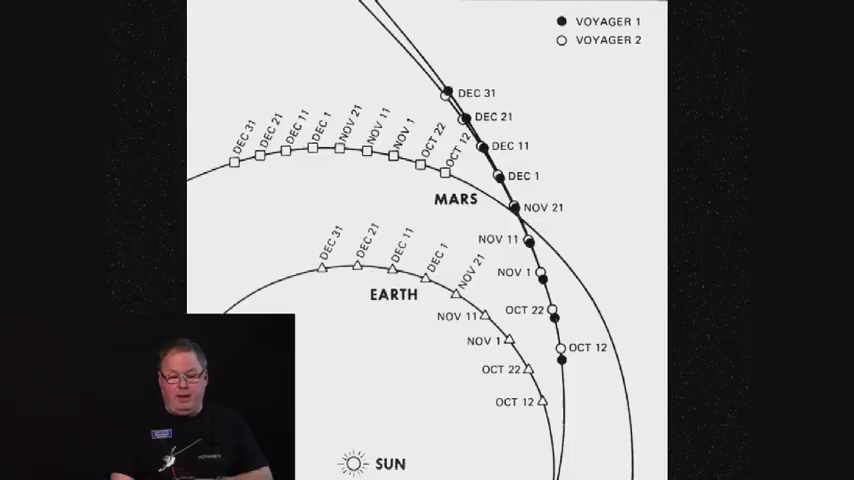 VOYAGER 1
VOYAGER 2
DEC 31
DEC 21
DEC 11
DEC 1
NOV 21
NOV 11
NOV 1
OCT 22
OCT 12
DEC 31
DEC 21
DEC 11
DEC 1
NOV 21
NOV 11
NOV 1
OCT 22
OCT 12
MARS
DEC 31
DEC 21
DEC 11
DEC 1
NOV 21
NOV 11
NOV 1
OCT 22
OCT 12
EARTH
SUN
VOYAGER